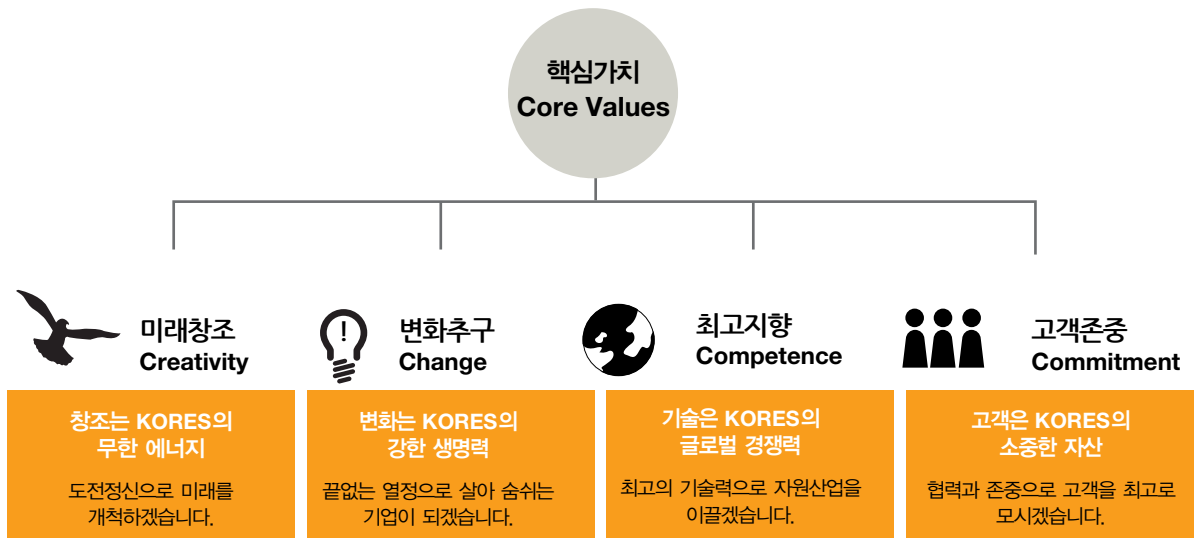 핵심가치
Core Values
미래창조
Creativity
창조는 KORES의
무한 에너지
도전정신으로 미래를
개척하겠습니다.
!
변화추구
Change
변화는 KORES의
강한 생명력
끝없는 열정으로 살아 숨쉬는
기업이 되겠습니다.
최고지향
Competence
기술은 KORES의
글로벌 경쟁력
최고의 기술력으로 자원산업을
이끌겠습니다.
고객존중
Commitment
고객은 KORES의
소중한 자산
협력과 존중으로 고객을 최고로
모시겠습니다.